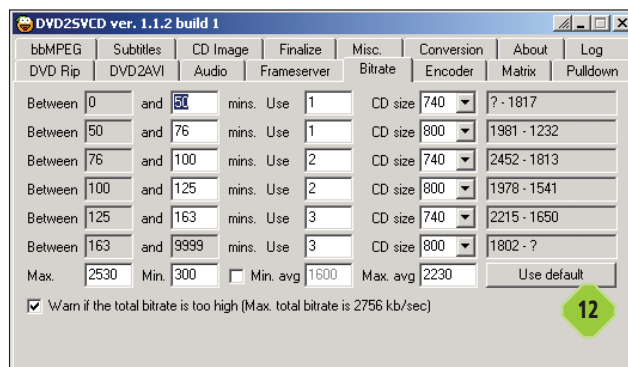 DVD2SVCD ver. 1.1.2 build 1
bbMPEG Subtitles CD Image Finalize Misc. Conversion About Log
DVD Rip DVD2AVI Audio Frameserver Bitrate Encoder Matrix Pulldown
Between 0 and 50 mins. Use 1 CD size 740 ? - 1817
Between 50 and 76 mins. Use 1 CD size 800 1981 - 1232
Between 76 and 100 mins. Use 2 CD size 740 2452 - 1813
Between 100 and 125 mins. Use 2 CD size 800 1978 - 1541
Between 125 and 163 mins. Use 3 CD size 740 2215 - 1650
Between 163 and 9999 mins. Use 3 CD size 800 1802 - ?
Max. 2530 Min. 300 Min. avg 1600 Max. avg 2230 Use default
Warn if the total bitrate is too high (Max. total bitrate is 2756 kb/sec)
12